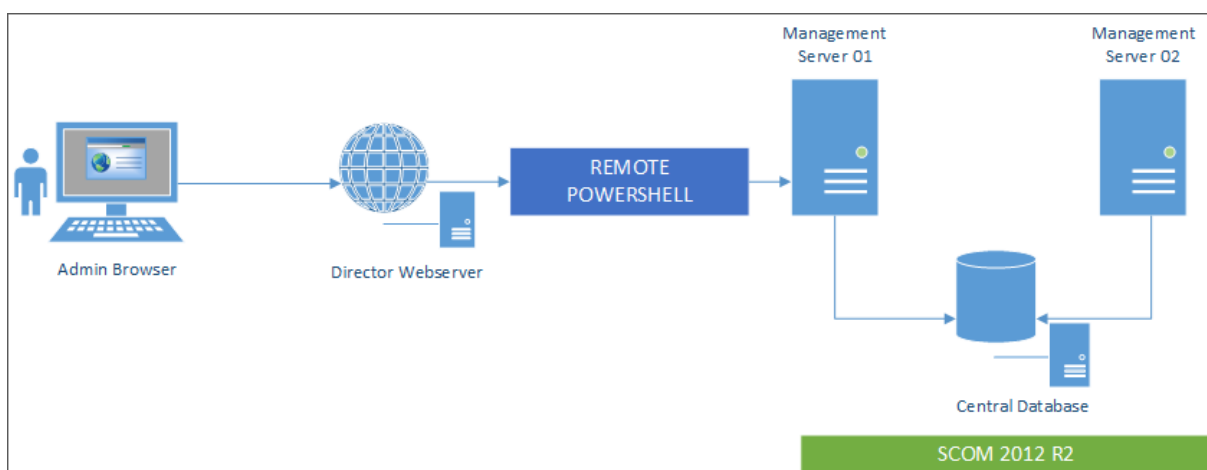 Management
Server 01
Management
Server 02
REMOTE
POWERSHELL
Admin Browser
Director Webserver
Central Database
SCOM 2012 R2